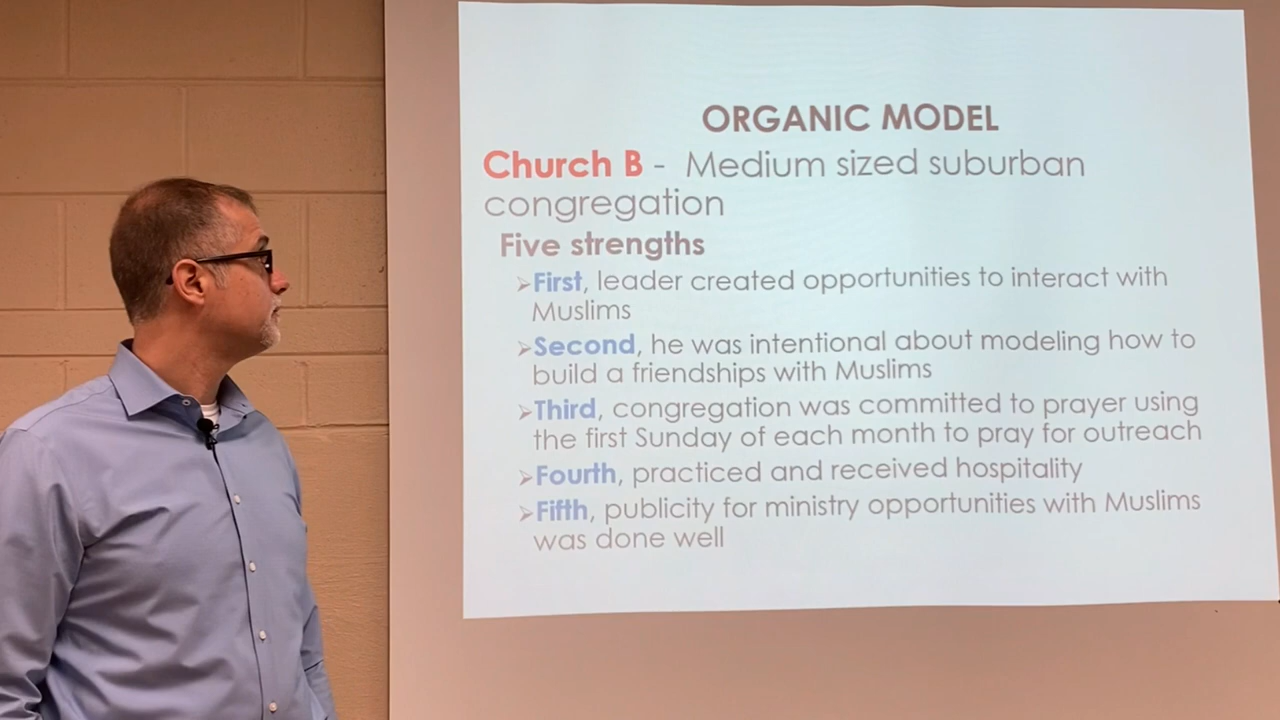 ORGANIC MODEL
Church B - Medium sized suburban
congregation
Five strengths
➢First, leader created opportunities to interact with
Muslims
➢Second, he was intentional about modeling how to
build a friendships with Muslims
➢Third, congregation was committed to prayer using
the first Sunday of each month to pray for outreach
➢Fourth, practiced and received hospitality
➢Fifth, publicity for ministry opportunities with Muslims
was done well